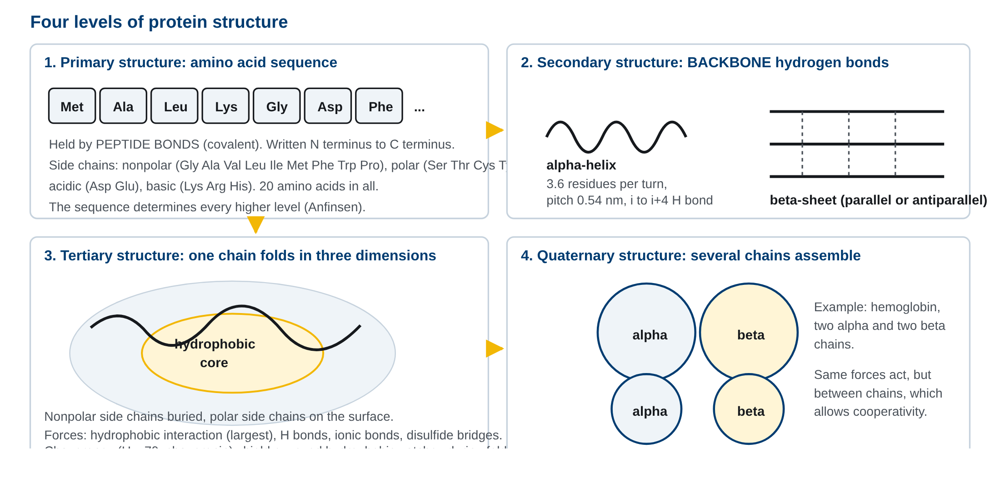 Four levels of protein structure
1. Primary structure: amino acid sequence
Met Ala Leu Lys Gly Asp Phe ...
Held by PEPTIDE BONDS (covalent). Written N terminus to C terminus.
Side chains: nonpolar (Gly Ala Val Leu Ile Met Phe Trp Pro), polar (Ser Thr Cys
acidic (Asp Glu), basic (Lys Arg His). 20 amino acids in all.
The sequence determines every higher level (Anfinsen).
2. Secondary structure: BACKBONE hydrogen bonds
alpha-helix
3.6 residues per turn,
pitch 0.54 nm, i to i+4 H bond
beta-sheet (parallel or antiparallel)
3. Tertiary structure: one chain folds in three dimensions
hydrophobic
core
Nonpolar side chains buried, polar side chains on the surface.
Forces: hydrophobic interaction (largest), H bonds, ionic bonds, disulfide bridges.
4. Quaternary structure: several chains assemble
alpha beta
alpha beta
Example: hemoglobin,
two alpha and two beta
chains.
Same forces act, but
between chains, which
allows cooperativity.